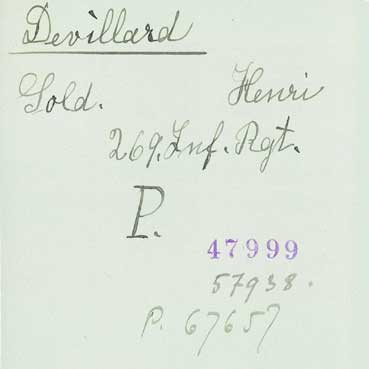 Devillard
Sold. Henri
269. Inf. Rgt.
P.
47999
57938.
P. 67657